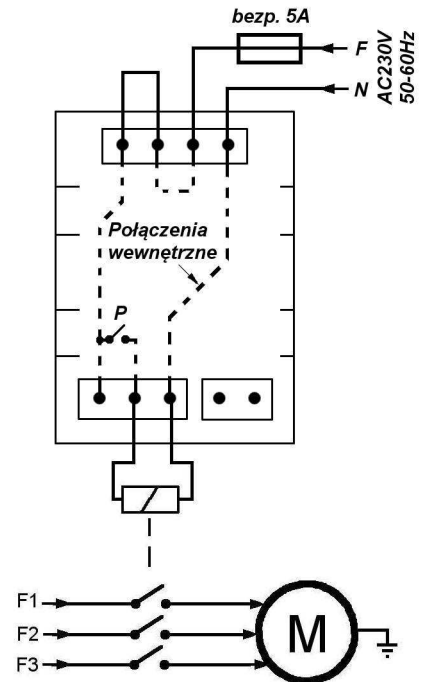 bezp. 5A
F
N
AC230V
50-60Hz
Połączenia
wewnętrzne
P
F1
F2
F3
M